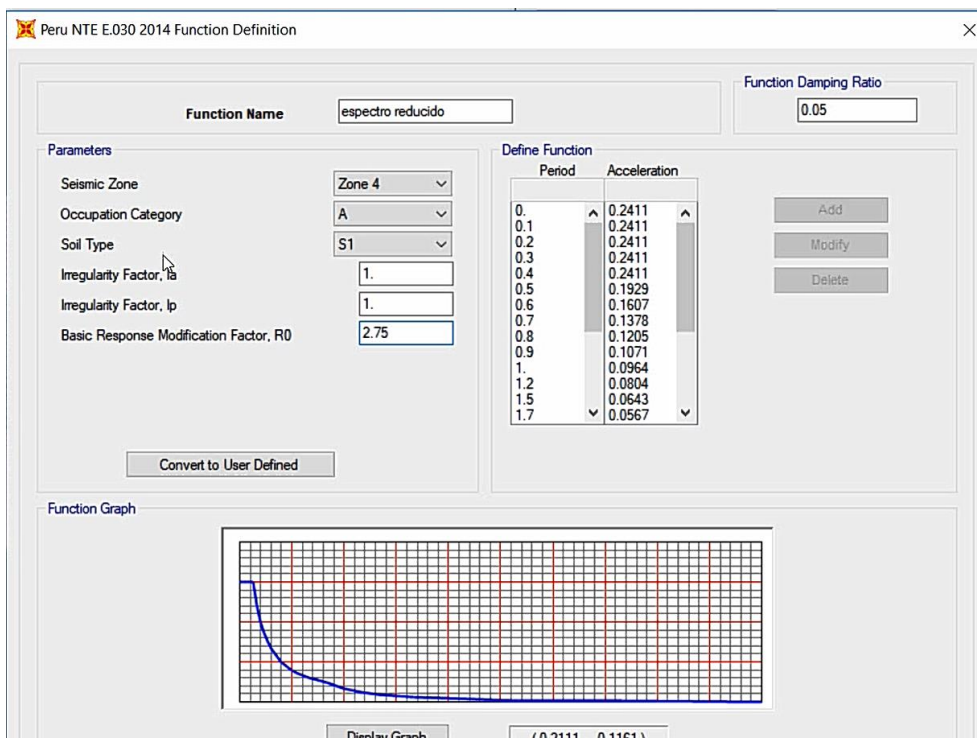 Peru NTE E.030 2014 Function Definition
Function Damping Ratio
Function Name
espectro reducido
0.05
Parameters
Seismic Zone
Zone 4
Occupation Category
A
Soil Type
S1
Irregularity Factor, Ia
1.
Irregularity Factor, Ip
1.
Basic Response Modification Factor, R0
2.75
Convert to User Defined
Define Function
Period Acceleration
0. 0.2411
0.1 0.2411
0.2 0.2411
0.3 0.2411
0.4 0.2411
0.5 0.1929
0.6 0.1607
0.7 0.1378
0.8 0.1205
0.9 0.1071
1. 0.0964
1.2 0.0804
1.5 0.0643
1.7 0.0567
Add
Modify
Delete
Function Graph
Display Graph